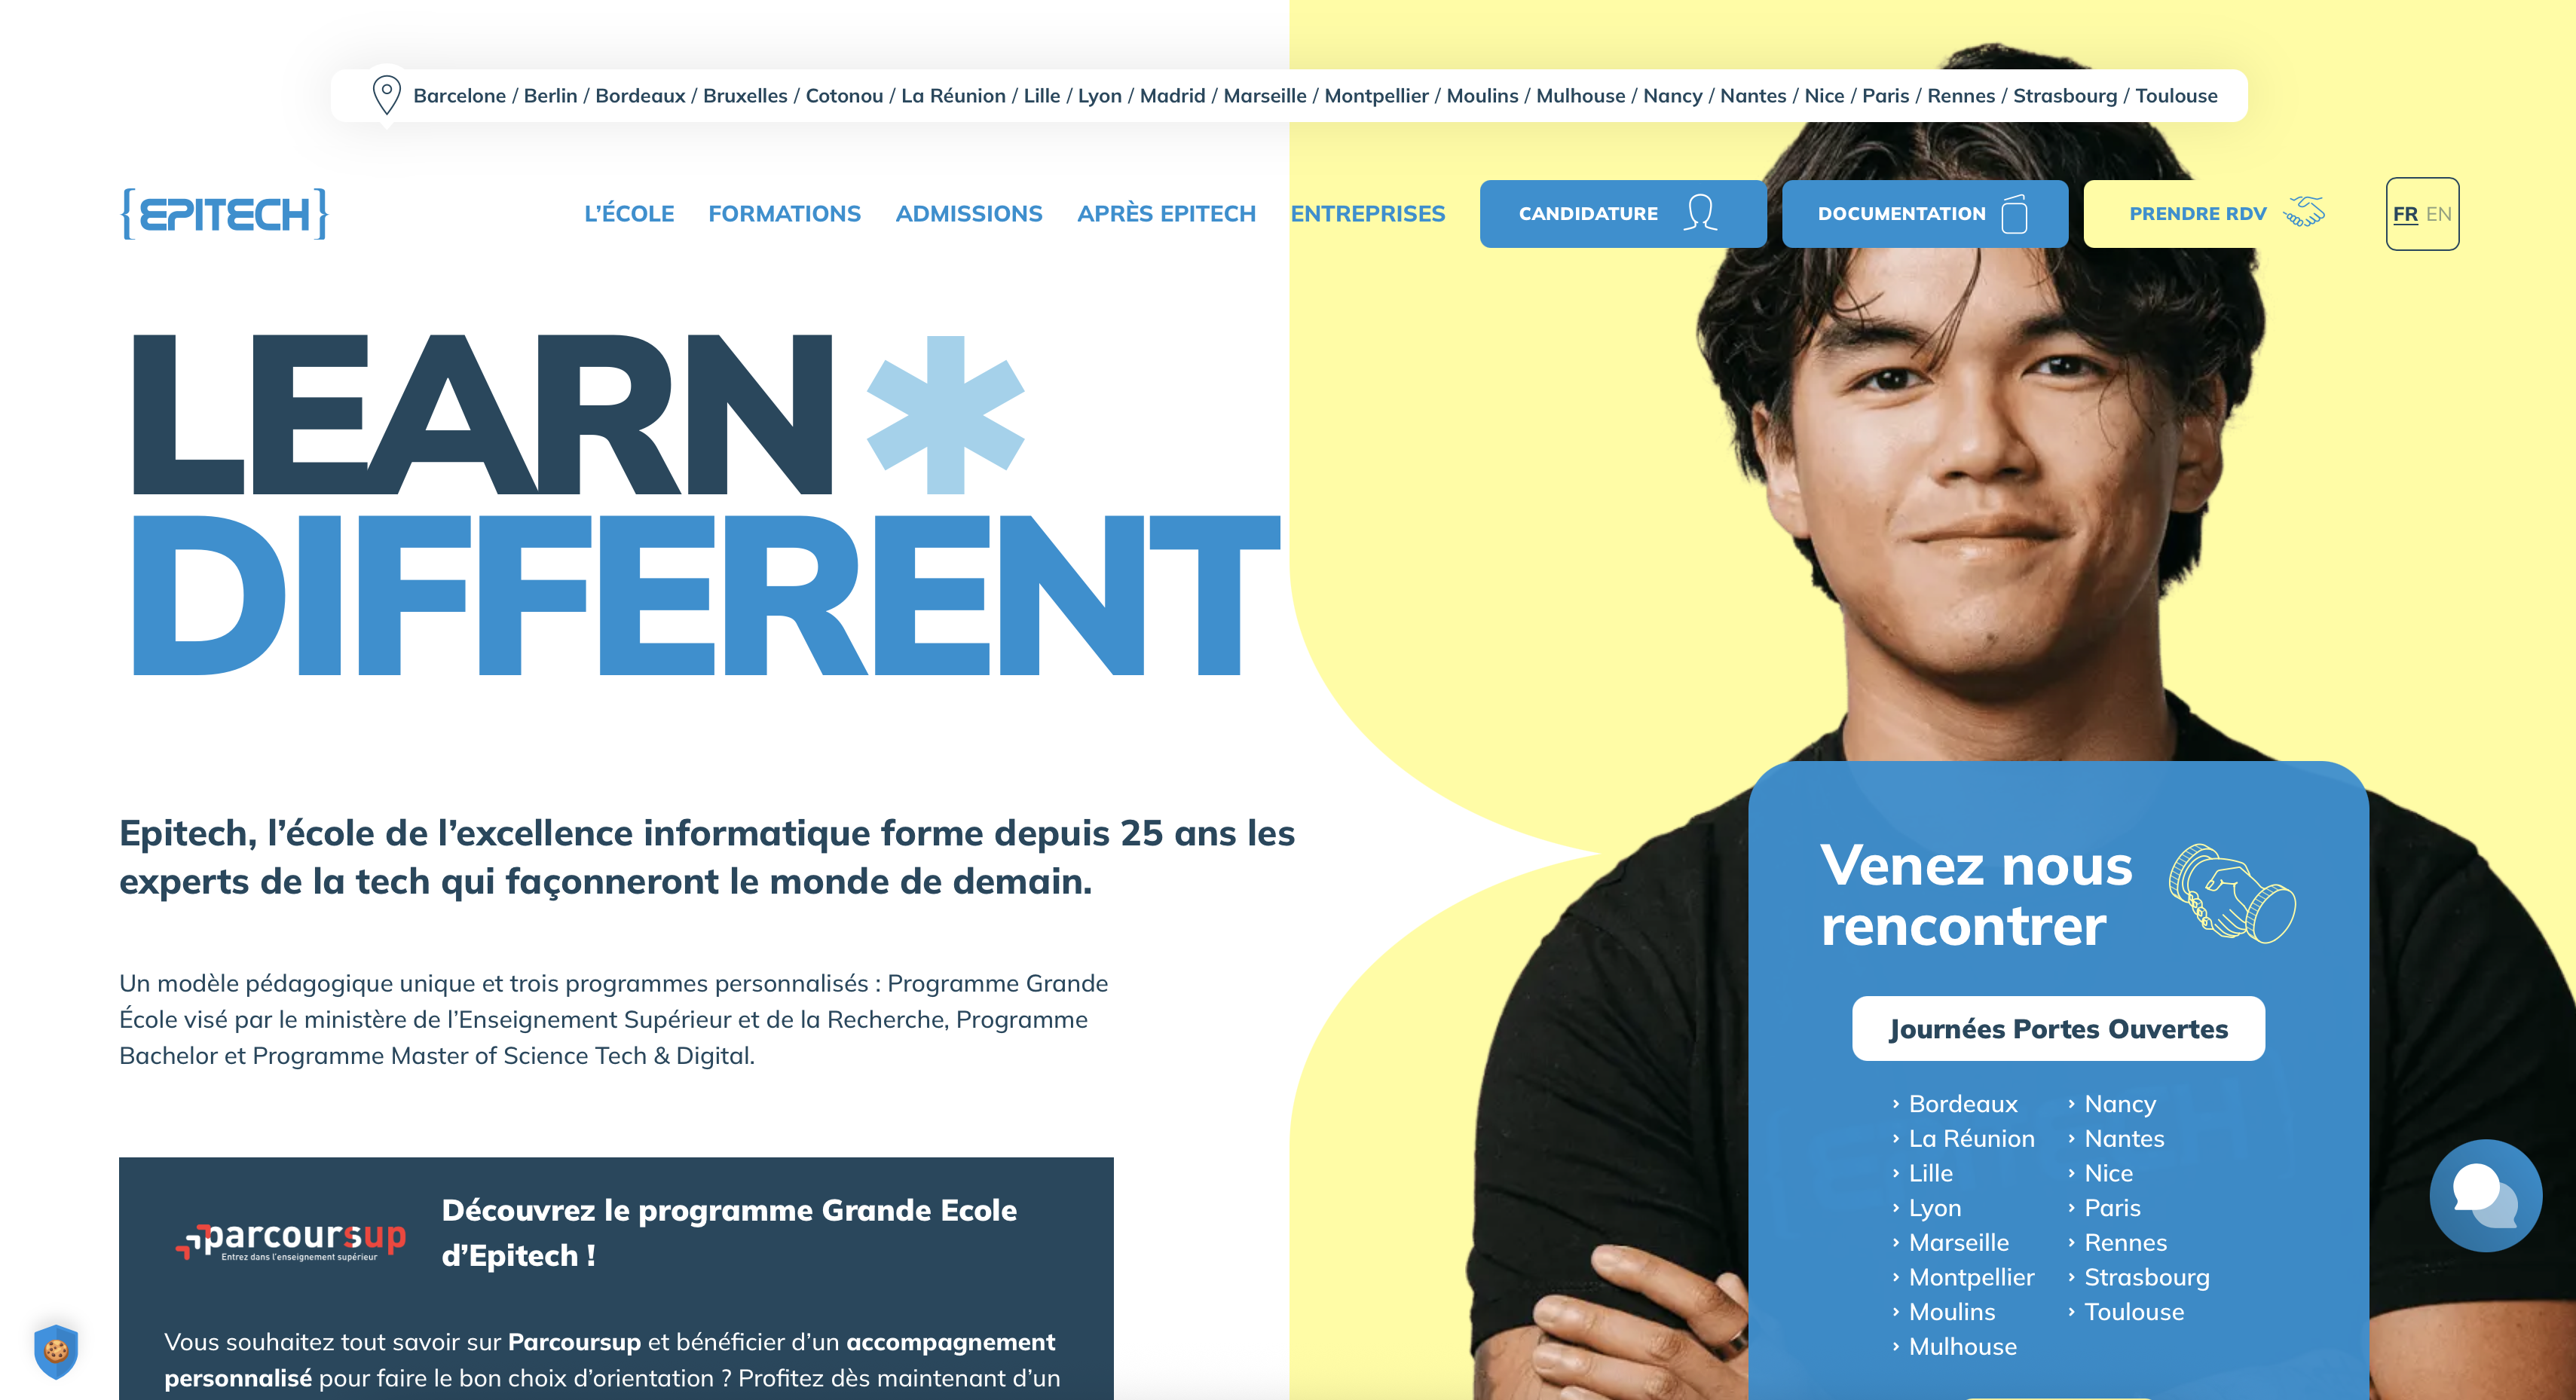 Barcelone / Berlin / Bordeaux / Bruxelles / Cotonou / La Réunion / Lille / Lyon / Madrid / Marseille / Montpellier / Moulins / Mulhouse / Nancy / Nantes / Nice / Paris / Rennes / Strasbourg / Toulouse
{EPITECH}
L’ÉCOLE FORMATIONS ADMISSIONS APRÈS EPITECH ENTREPRISES CANDIDATURE DOCUMENTATION PRENDRE RDV FR EN
LEARN*
DIFFERENT
Epitech, l’école de l’excellence informatique forme depuis 25 ans les
experts de la tech qui façonneront le monde de demain.
Un modèle pédagogique unique et trois programmes personnalisés : Programme Grande
École visé par le ministère de l’Enseignement Supérieur et de la Recherche, Programme
Bachelor et Programme Master of Science Tech & Digital.
parcoursup
Entrez dans l'enseignement supérieur
Découvrez le programme Grande Ecole
d’Epitech !
Vous souhaitez tout savoir sur Parcoursup et bénéficier d’un accompagnement
personnalisé pour faire le bon choix d’orientation ? Profitez dès maintenant d’un
Venez nous
rencontrer
Journées Portes Ouvertes
› Bordeaux
› La Réunion
› Lille
› Lyon
› Marseille
› Montpellier
› Moulins
› Mulhouse
› Nancy
› Nantes
› Nice
› Paris
› Rennes
› Strasbourg
› Toulouse